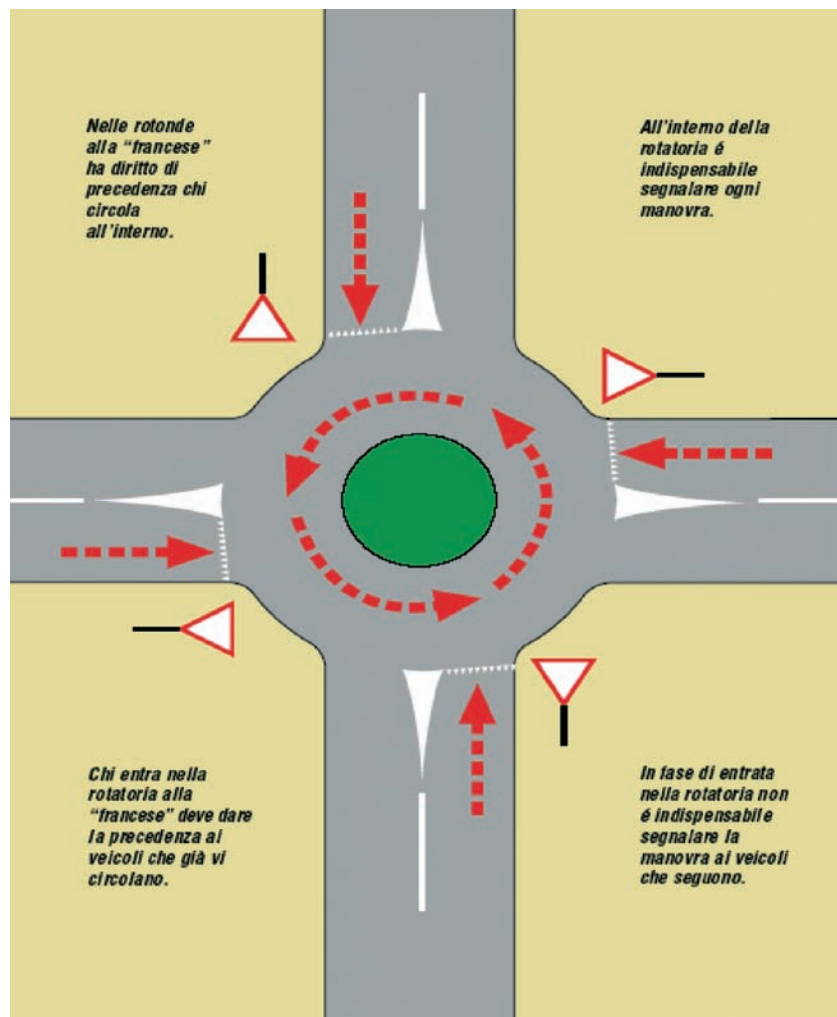 Nelle rotonde
alla “francese”
ha diritto di
precedenza chi
circola
all’interno.
All’interno della
rotatoria é
indispensabile
segnalare ogni
manovra.
Chi entra nella
rotatoria alla
“francese” deve dare
la precedenza ai
veicoli che già vi
circolano.
In fase di entrata
nella rotatoria non
é indispensabile
segnalare la
manovra ai veicoli
che seguono.